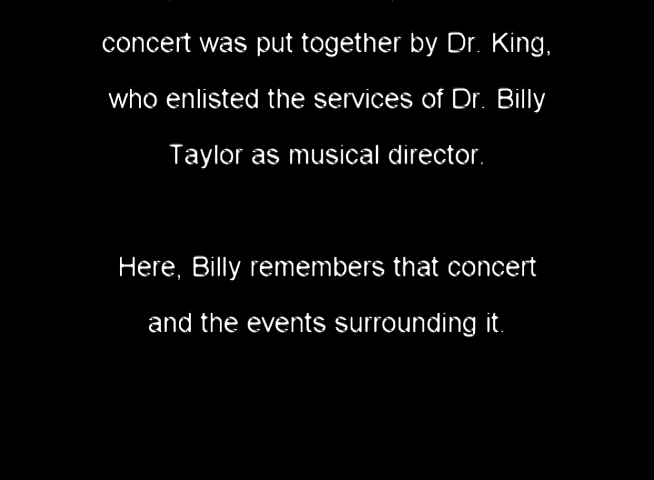 concert was put together by Dr. King,
who enlisted the services of Dr. Billy
Taylor as musical director.
Here, Billy remembers that concert
and the events surrounding it.